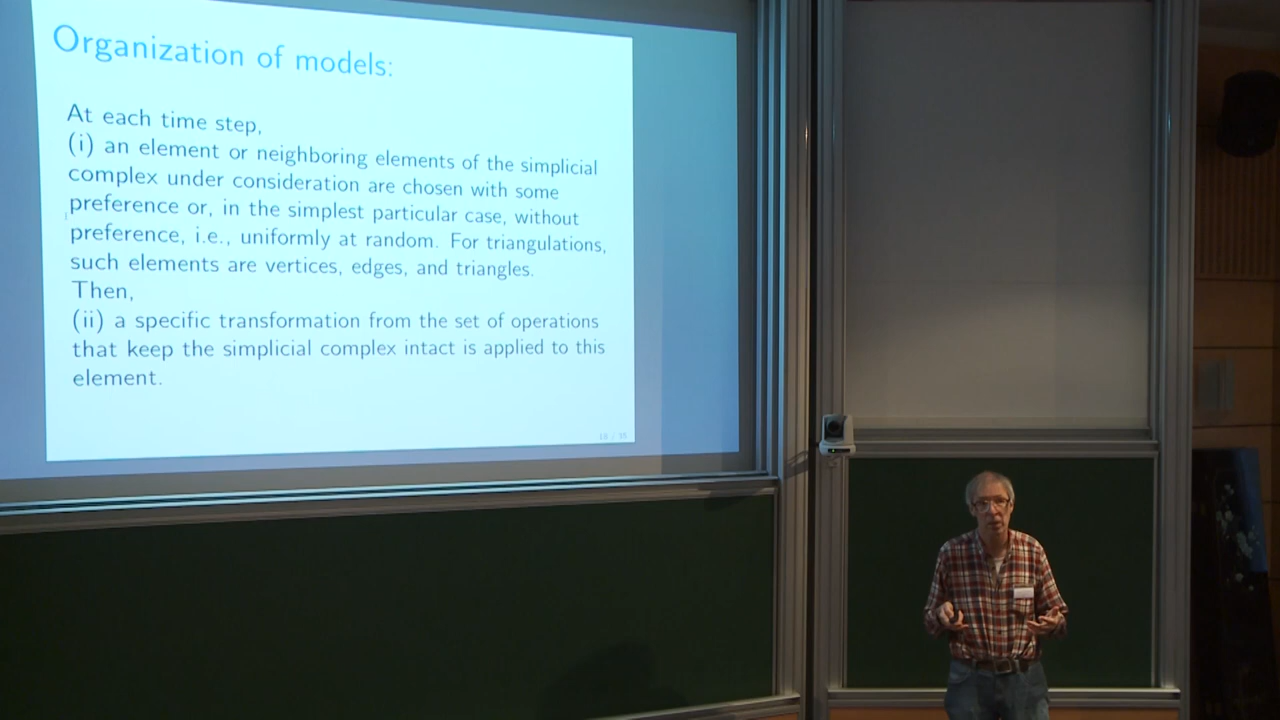 Organization of models:
At each time step,
(i) an element or neighboring elements of the simplicial
complex under consideration are chosen with some
preference or, in the simplest particular case, without
preference, i.e., uniformly at random. For triangulations,
such elements are vertices, edges, and triangles.
Then,
(ii) a specific transformation from the set of operations
that keep the simplicial complex intact is applied to this
element.